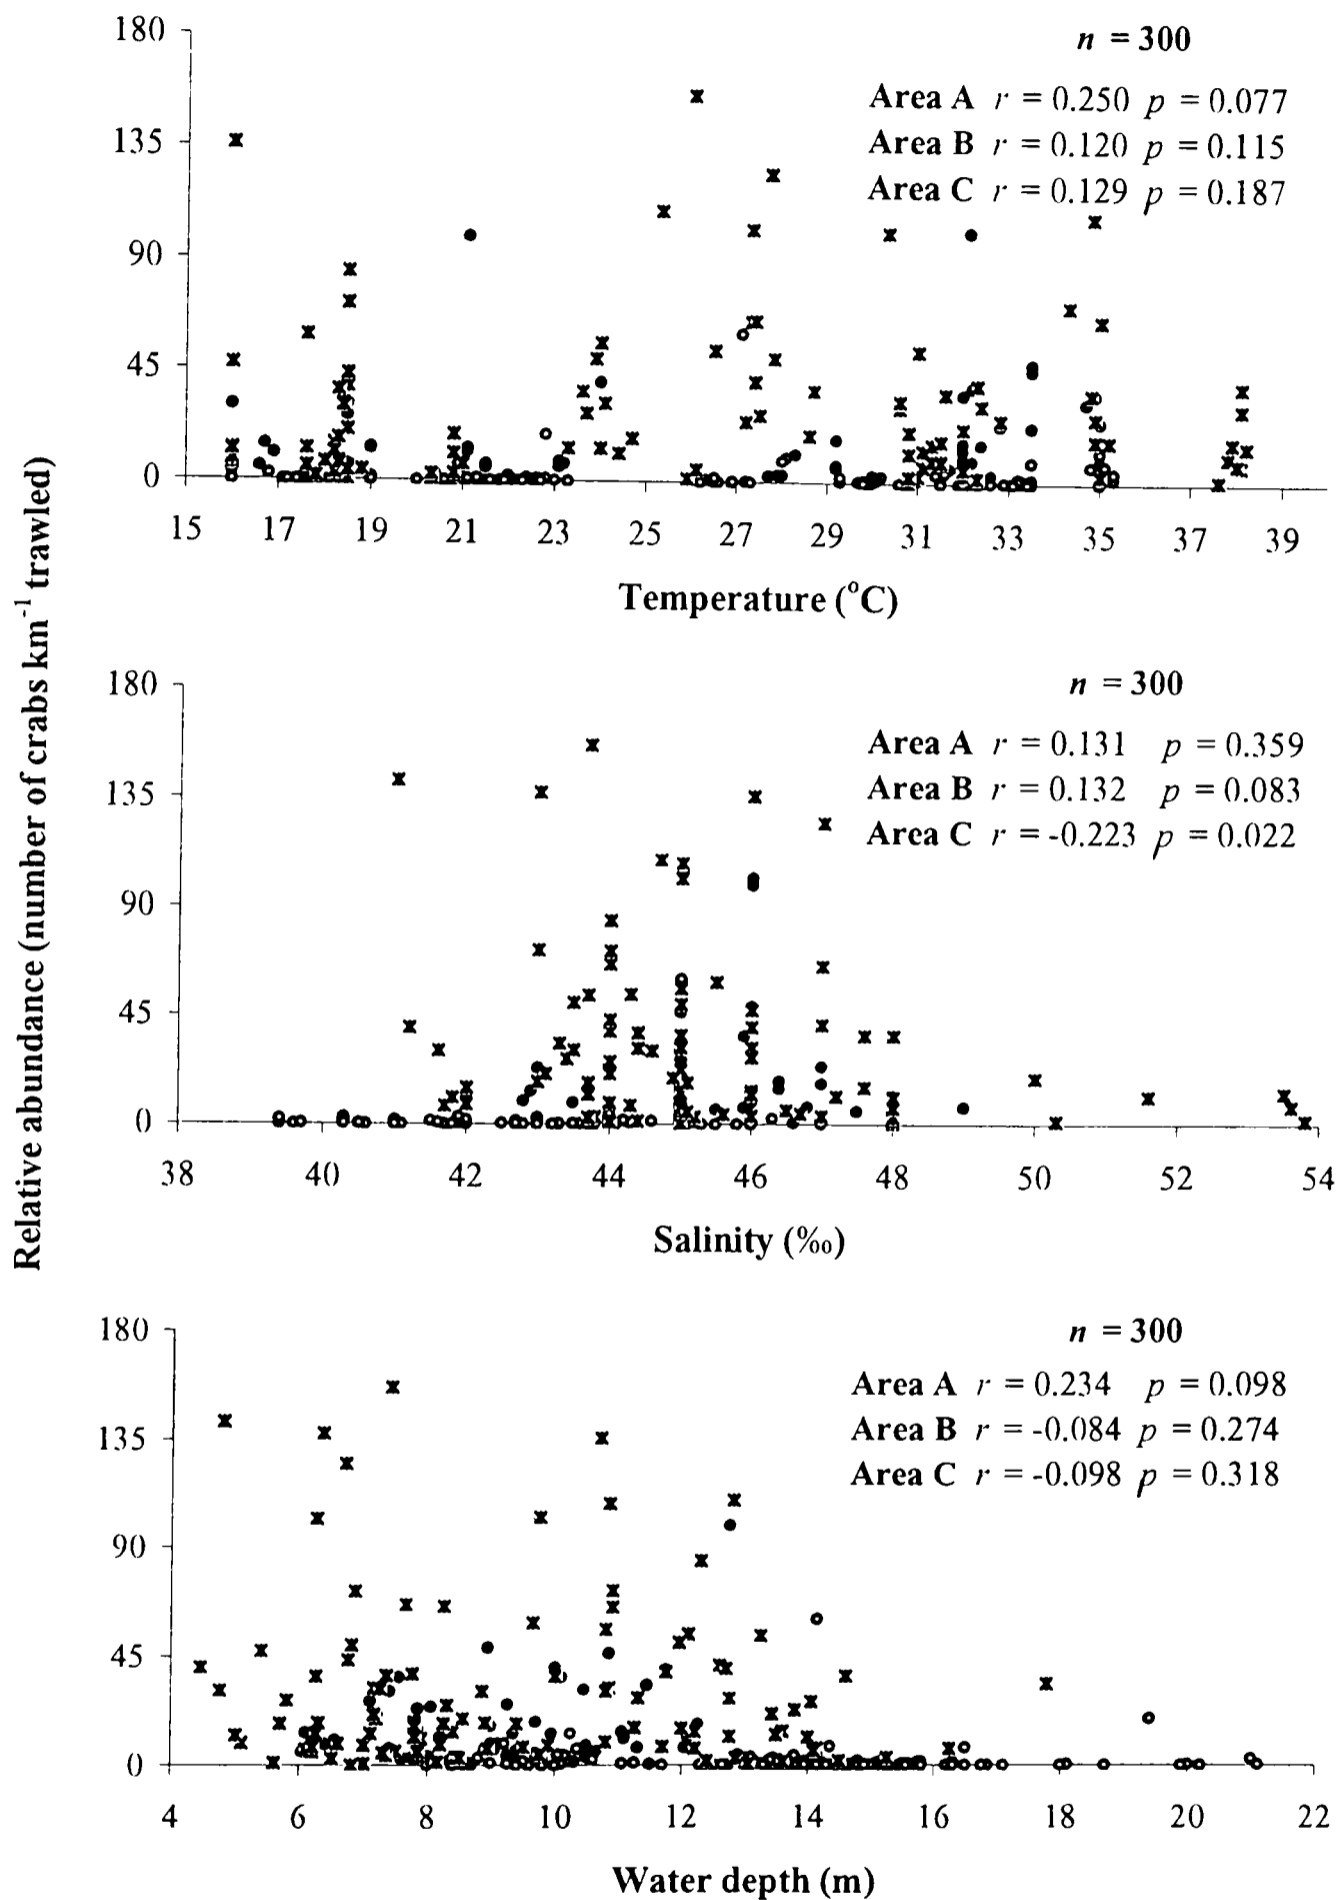 Relative abundance (number of crabs km⁻¹ trawled)
180
135
90
45
0
n = 300
Area A r = 0.250 p = 0.077
Area B r = 0.120 p = 0.115
Area C r = 0.129 p = 0.187
15 17 19 21 23 25 27 29 31 33 35 37 39
Temperature (°C)
180
135
90
45
0
n = 300
Area A r = 0.131 p = 0.359
Area B r = 0.132 p = 0.083
Area C r = -0.223 p = 0.022
38 40 42 44 46 48 50 52 54
Salinity (‰)
180
135
90
45
0
n = 300
Area A r = 0.234 p = 0.098
Area B r = -0.084 p = 0.274
Area C r = -0.098 p = 0.318
4 6 8 10 12 14 16 18 20 22
Water depth (m)